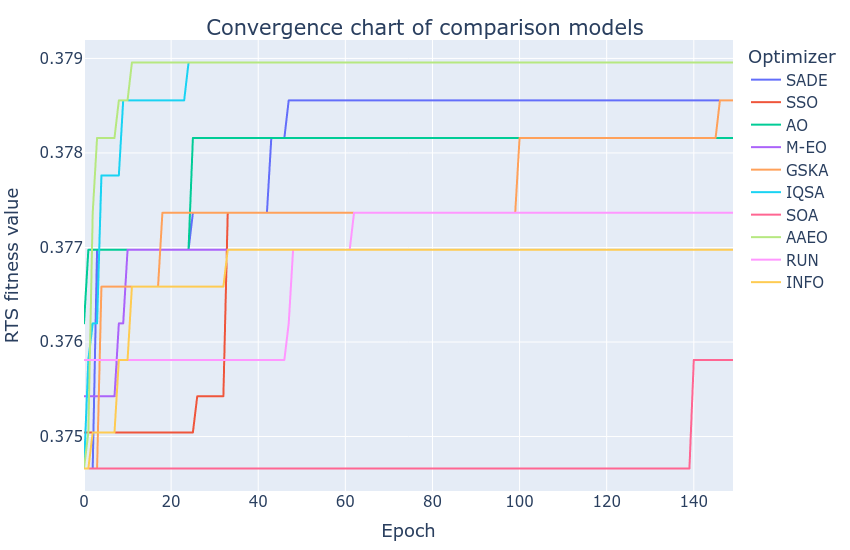 Convergence chart of comparison models
RTS fitness value
0.379
0.378
0.377
0.376
0.375
0
20
40
60
80
100
120
140
Epoch
Optimizer
SADE
SSO
AO
M-EO
GSKA
IQSA
SOA
AAEO
RUN
INFO